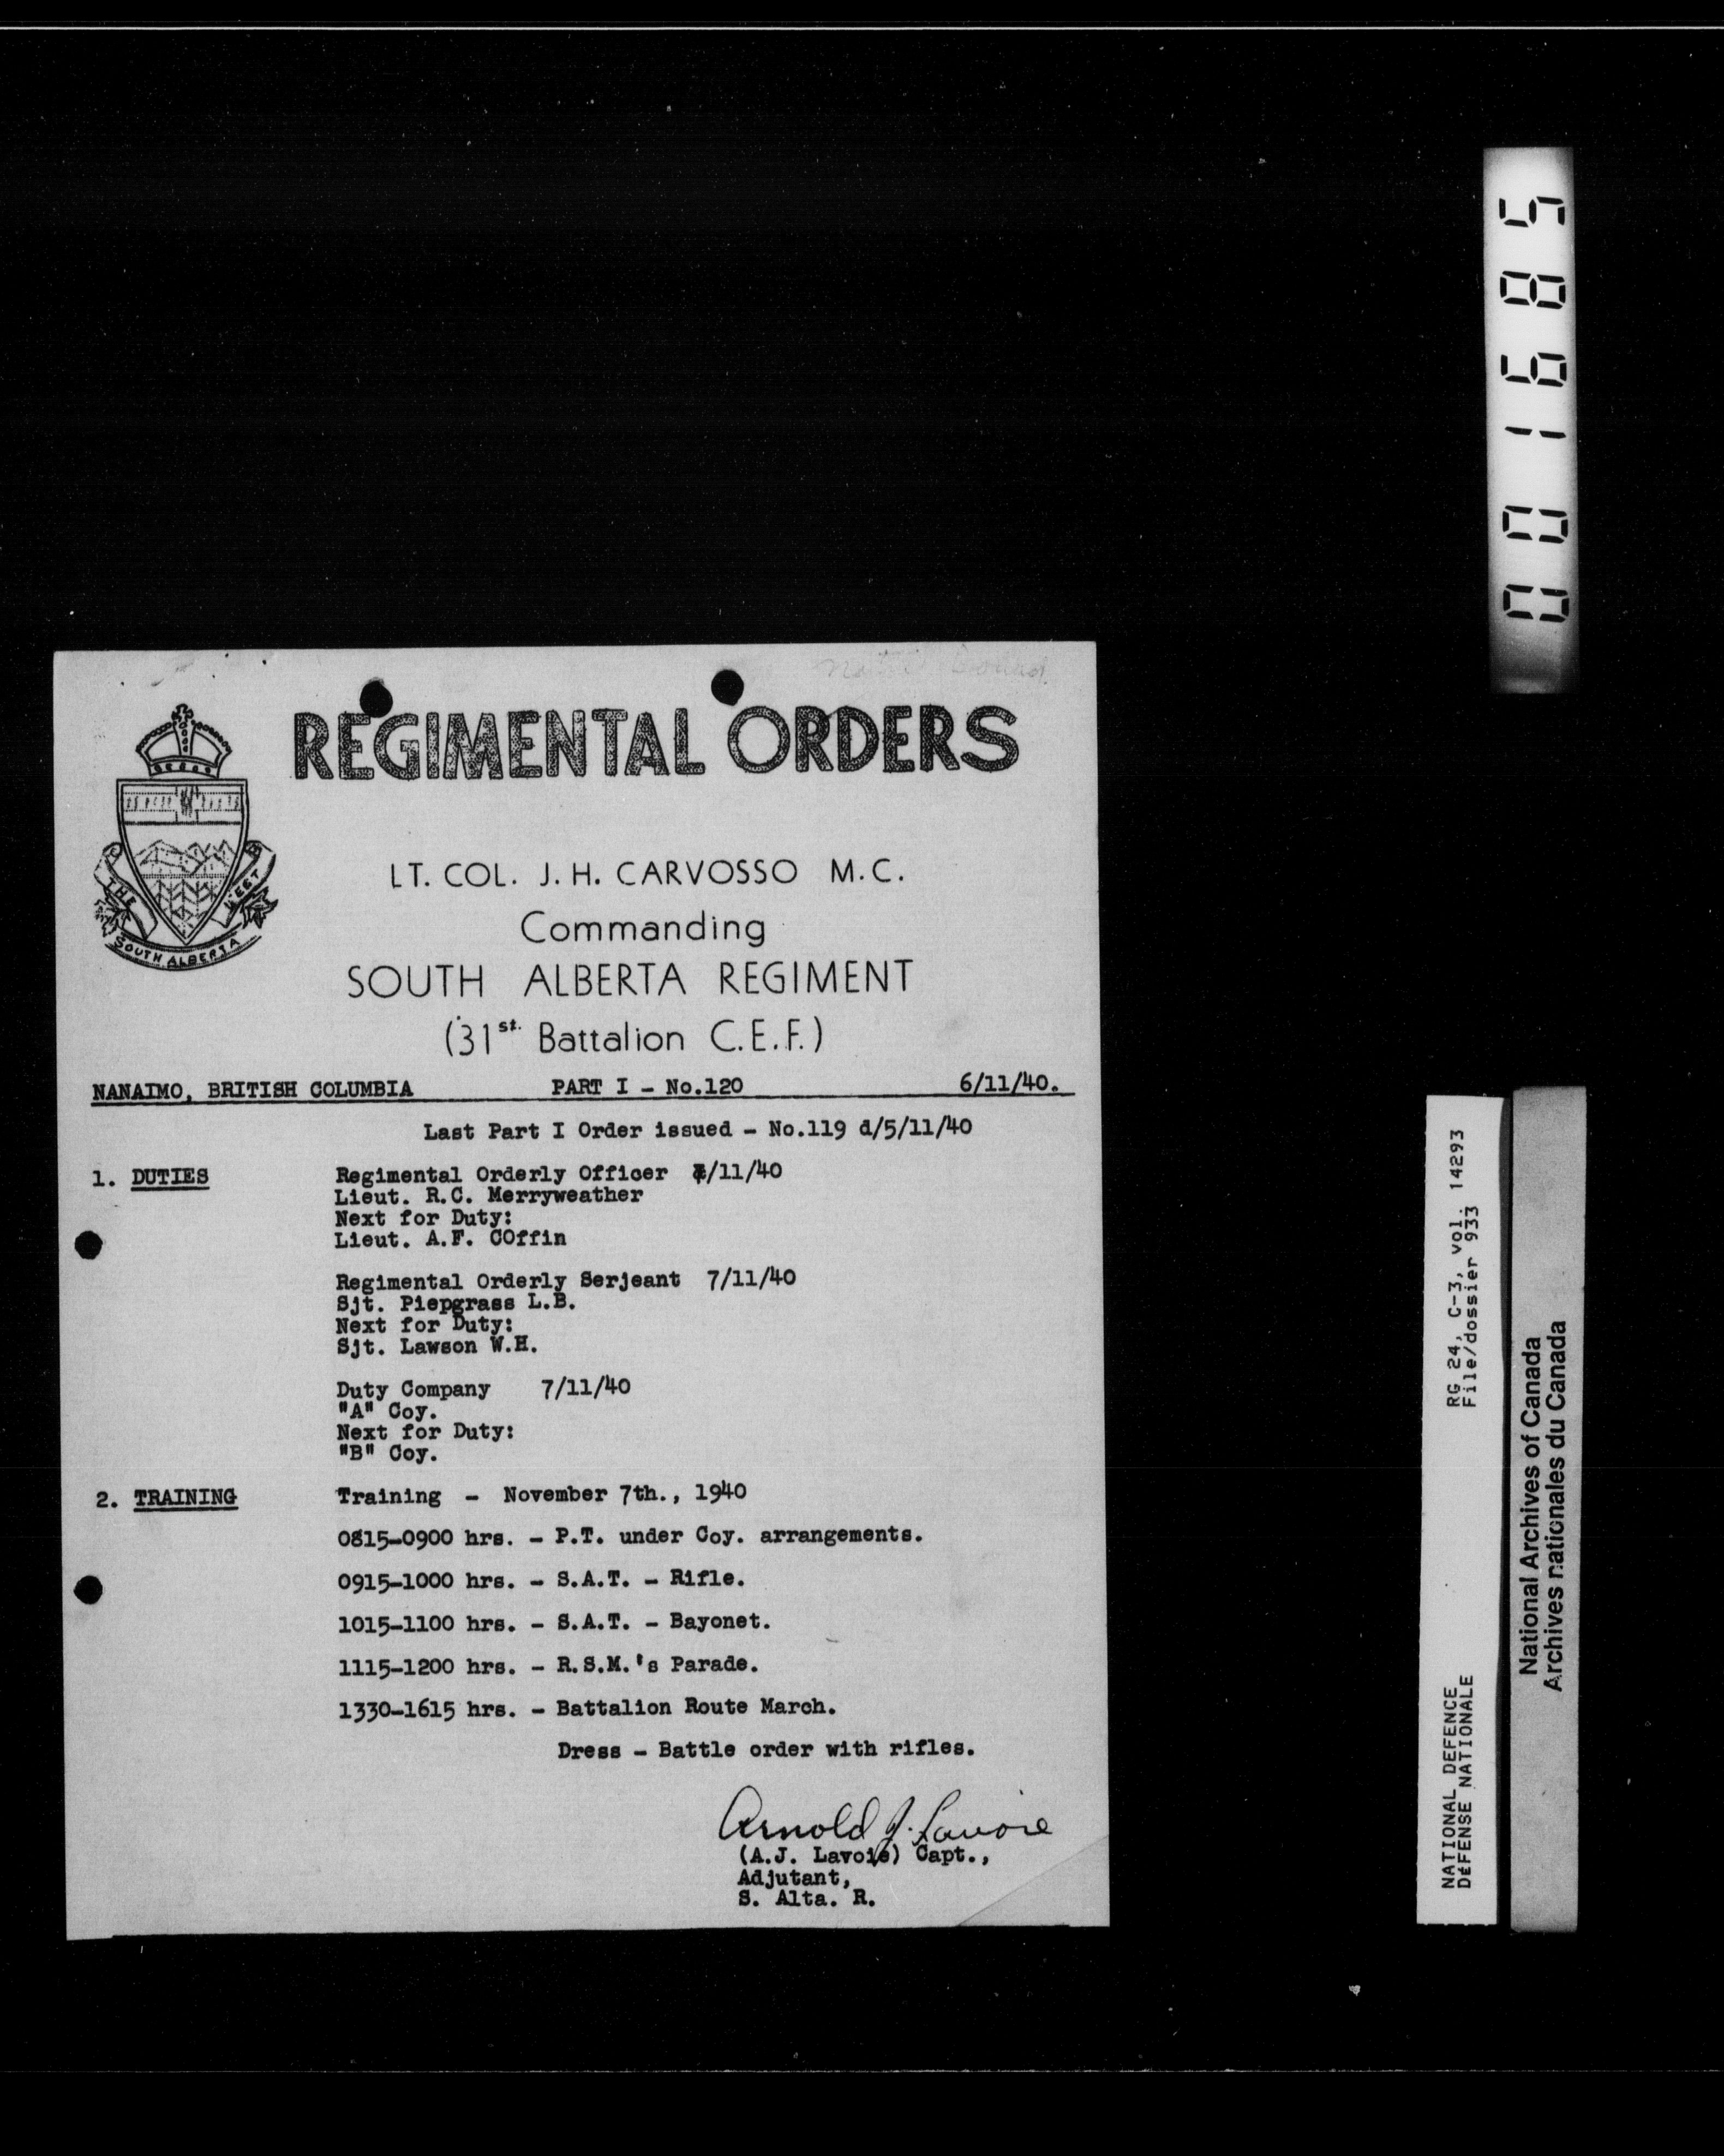 REGIMENTAL ORDERS
THE WEST
SOUTH ALBERTA
LT. COL. J. H. CARVOSSO M.C.
Commanding
SOUTH ALBERTA REGIMENT
(31st. Battalion C.E.F.)
NANAIMO, BRITISH COLUMBIA PART I - No.120 6/11/40.
Last Part I Order issued - No.119 d/5/11/40
1. DUTIES Regimental Orderly Officer 7/11/40
Lieut. R.C. Merryweather
Next for Duty:
Lieut. A.F. COffin
Regimental Orderly Serjeant 7/11/40
Sjt. Piepgrass L.B.
Next for Duty:
Sjt. Lawson W.H.
Duty Company 7/11/40
"A" Coy.
Next for Duty:
"B" Coy.
2. TRAINING Training - November 7th., 1940
0815-0900 hrs. - P.T. under Coy. arrangements.
0915-1000 hrs. - S.A.T. - Rifle.
1015-1100 hrs. - S.A.T. - Bayonet.
1115-1200 hrs. - R.S.M.'s Parade.
1330-1615 hrs. - Battalion Route March.
Dress - Battle order with rifles.
Arnold J. Lavoie
(A.J. Lavoie) Capt.,
Adjutant,
S. Alta. R.
001685
NATIONAL DEFENCE RG 24, C-3, vol. 14293
DÉFENSE NATIONALE File/dossier 933
National Archives of Canada
Archives nationales du Canada